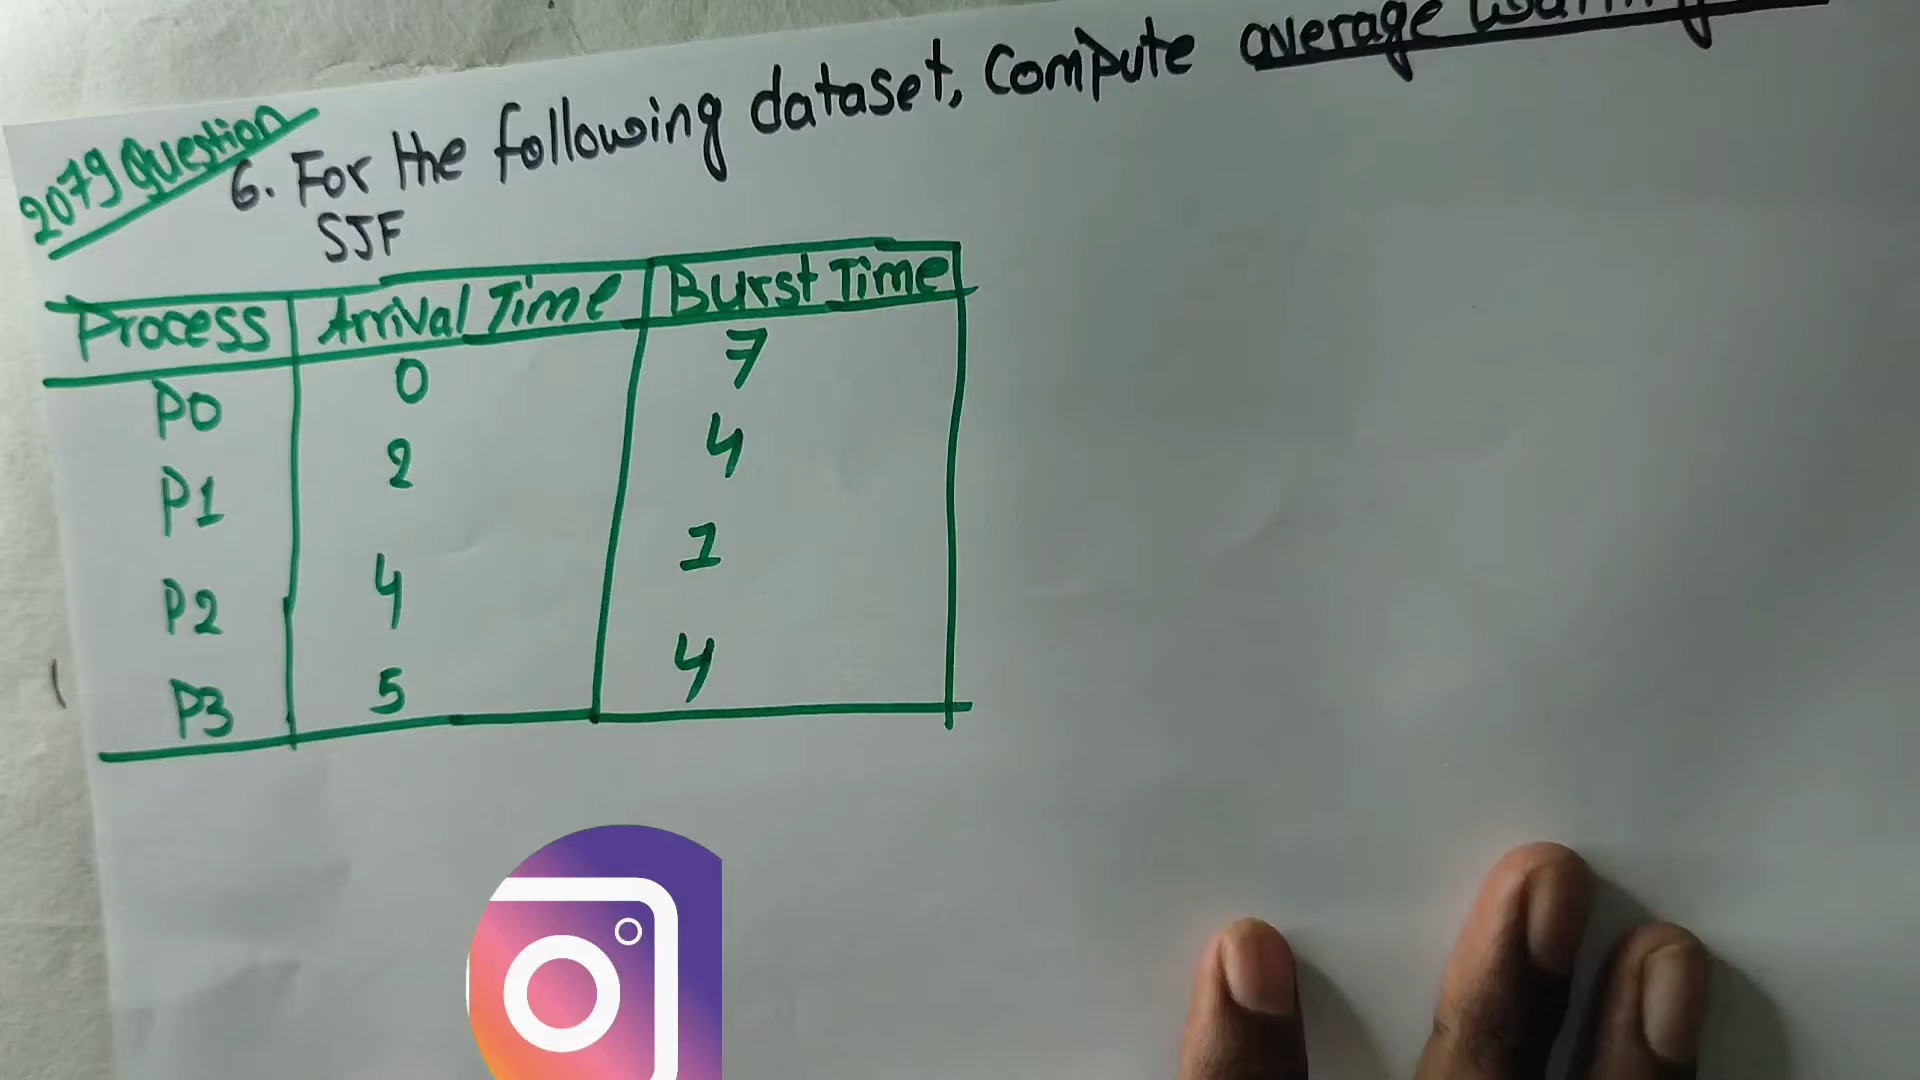 2079 Question
6. For the following dataset, Compute average waiting
SJF
Process Arrival Time Burst Time
P0 0 7
P1 2 4
P2 4 1
P3 5 4